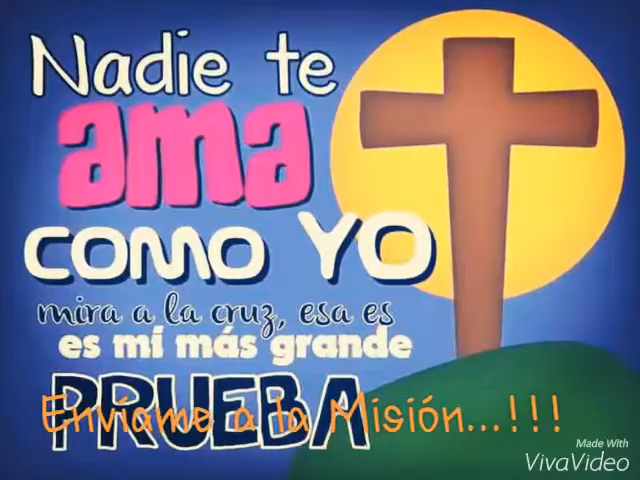 Nadie te
ama
COMO YO
mira a la cruz, esa es
es mí más grande
PRUEBA
Envíame a la Misión...!!!
Made With
VivaVideo